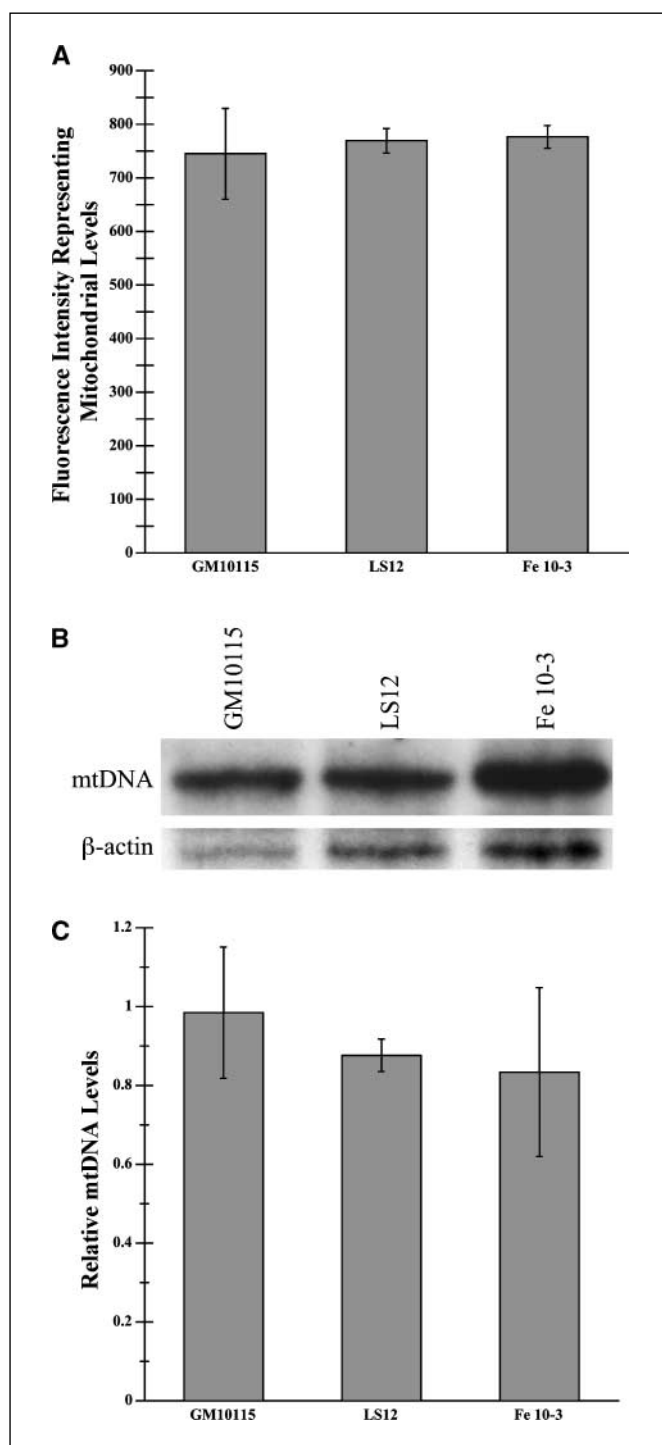 A
Fluorescence Intensity Representing
Mitochondrial Levels
900
800
700
600
500
400
300
200
100
0
GM10115 LS12 Fe 10-3
B
GM10115 LS12 Fe 10-3
mtDNA
β-actin
C
Relative mtDNA Levels
1.2
1
0.8
0.6
0.4
0.2
0
GM10115 LS12 Fe 10-3